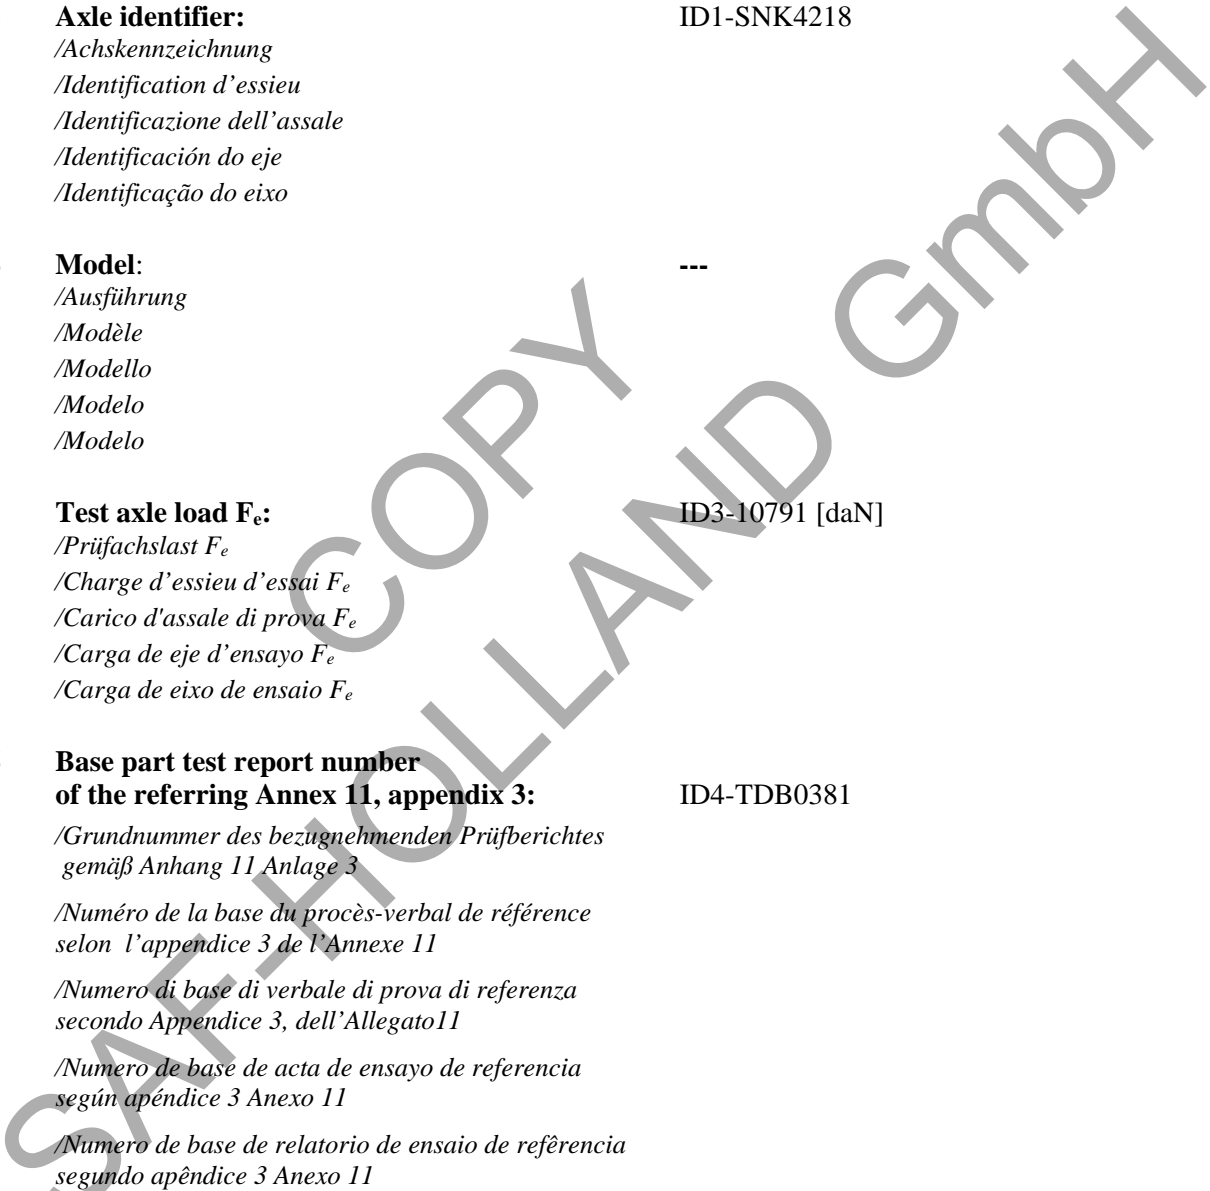 Axle identifier: ID1-SNK4218
/Achskennzeichnung
/Identification d’essieu
/Identificazione dell’assale
/Identificación do eje
/Identificação do eixo
Model: ---
/Ausführung
/Modèle
/Modello
/Modelo
/Modelo
Test axle load Fe: ID3-10791 [daN]
/Prüfachslast Fe
/Charge d’essieu d’essai Fe
/Carico d'assale di prova Fe
/Carga de eje d’ensayo Fe
/Carga de eixo de ensaio Fe
Base part test report number
of the referring Annex 11, appendix 3: ID4-TDB0381
/Grundnummer des bezugnehmenden Prüfberichtes
gemäß Anhang 11 Anlage 3
/Numéro de la base du procès-verbal de référence
selon l’appendice 3 de l’Annexe 11
/Numero di base di verbale di prova di referenza
secondo Appendice 3, dell’Allegato11
/Numero de base de acta de ensayo de referencia
según apéndice 3 Anexo 11
/Numero de base de relatorio de ensaio de refêrencia
segundo apêndice 3 Anexo 11
COPY
SAF-HOLLAND GmbH